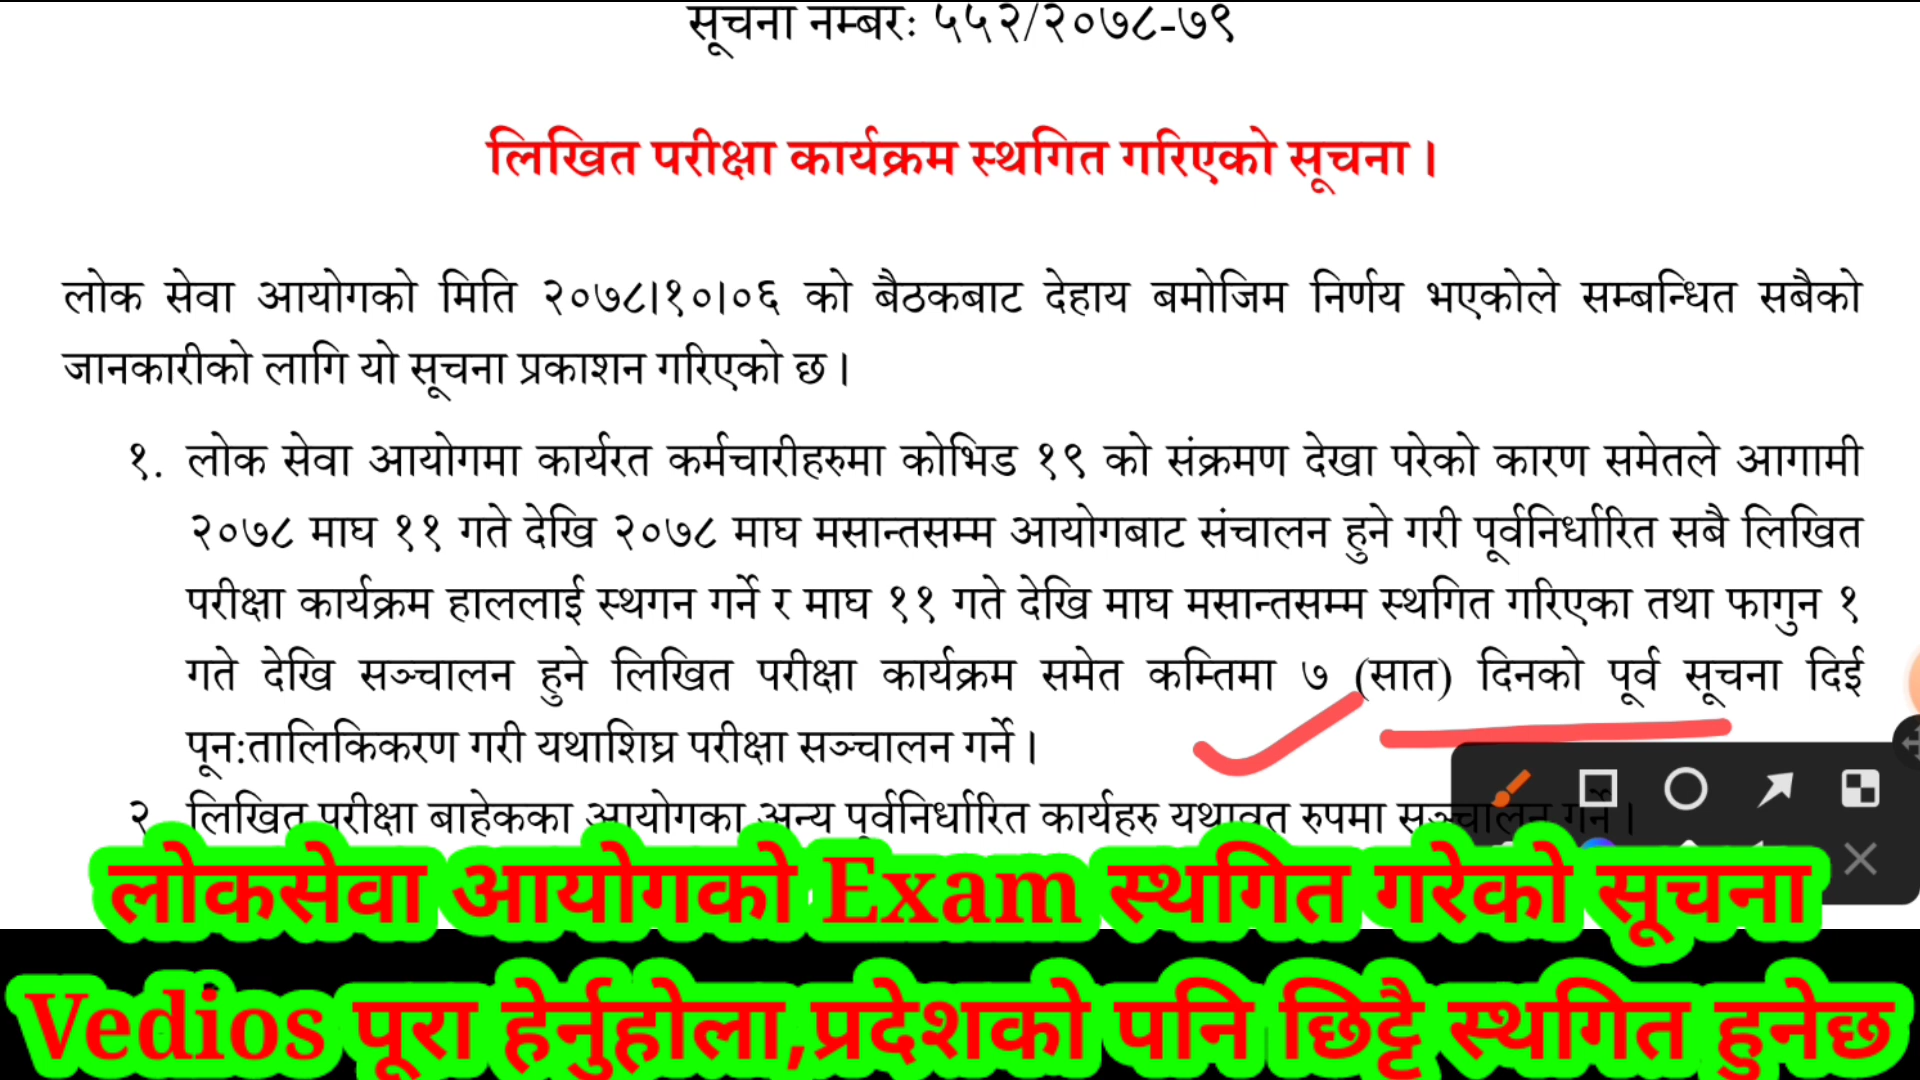 सूचना नम्बरः ५५२/२०७८-७९
लिखित परीक्षा कार्यक्रम स्थगित गरिएको सूचना ।
लोक सेवा आयोगको मिति २०७८।१०।०६ को बैठकबाट देहाय बमोजिम निर्णय भएकोले सम्बन्धित सबैको
जानकारीको लागि यो सूचना प्रकाशन गरिएको छ ।
१. लोक सेवा आयोगमा कार्यरत कर्मचारीहरुमा कोभिड १९ को संक्रमण देखा परेको कारण समेतले आगामी
२०७८ माघ ११ गते देखि २०७८ माघ मसान्तसम्म आयोगबाट संचालन हुने गरी पूर्वनिर्धारित सबै लिखित
परीक्षा कार्यक्रम हाललाई स्थगन गर्ने र माघ ११ गते देखि माघ मसान्तसम्म स्थगित गरिएका तथा फागुन १
गते देखि सञ्चालन हुने लिखित परीक्षा कार्यक्रम समेत कम्तिमा ७ (सात) दिनको पूर्व सूचना दिई
पून:तालिकिकरण गरी यथाशिघ्र परीक्षा सञ्चालन गर्ने ।
२. लिखित परीक्षा बाहेकका आयोगका अन्य पूर्वनिर्धारित कार्यहरु यथावत रुपमा सञ्चालन गर्ने ।
लोकसेवा आयोगको Exam स्थगित गरेको सूचना
Vedios पूरा हेर्नुहोला,प्रदेशको पनि छिट्टै स्थगित हुनेछ